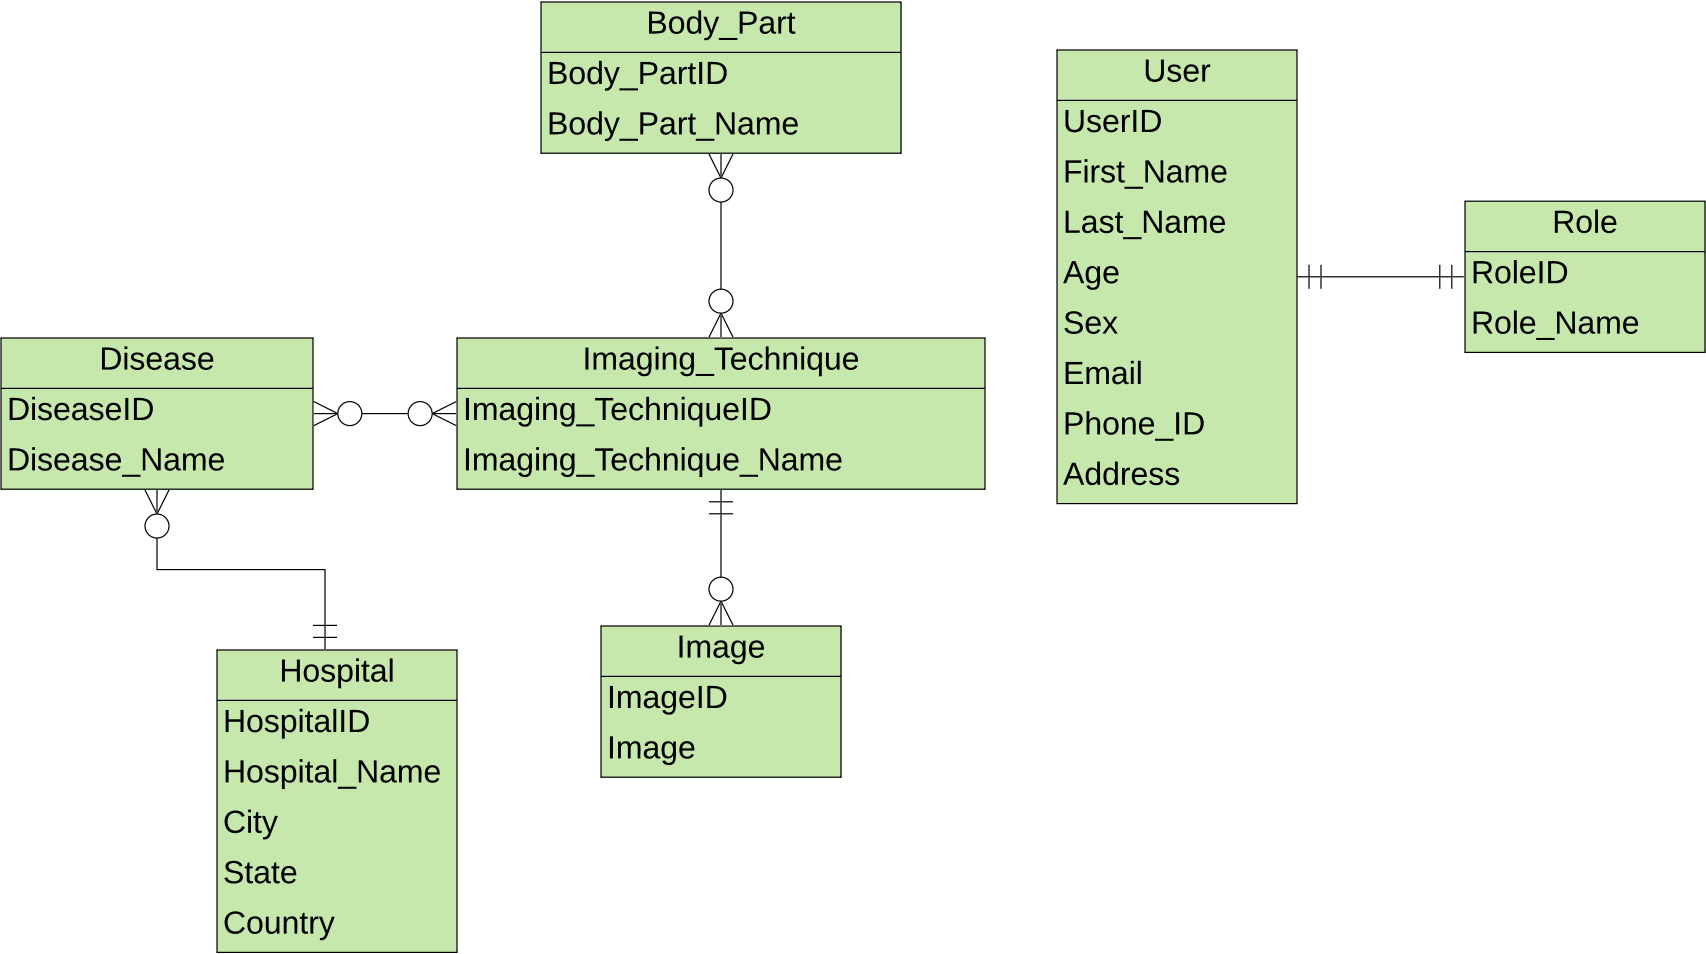 Body_Part
Body_PartID
Body_Part_Name
User
UserID
First_Name
Last_Name
Age
Sex
Email
Phone_ID
Address
Role
RoleID
Role_Name
Disease
DiseaseID
Disease_Name
Imaging_Technique
Imaging_TechniqueID
Imaging_Technique_Name
Hospital
HospitalID
Hospital_Name
City
State
Country
Image
ImageID
Image